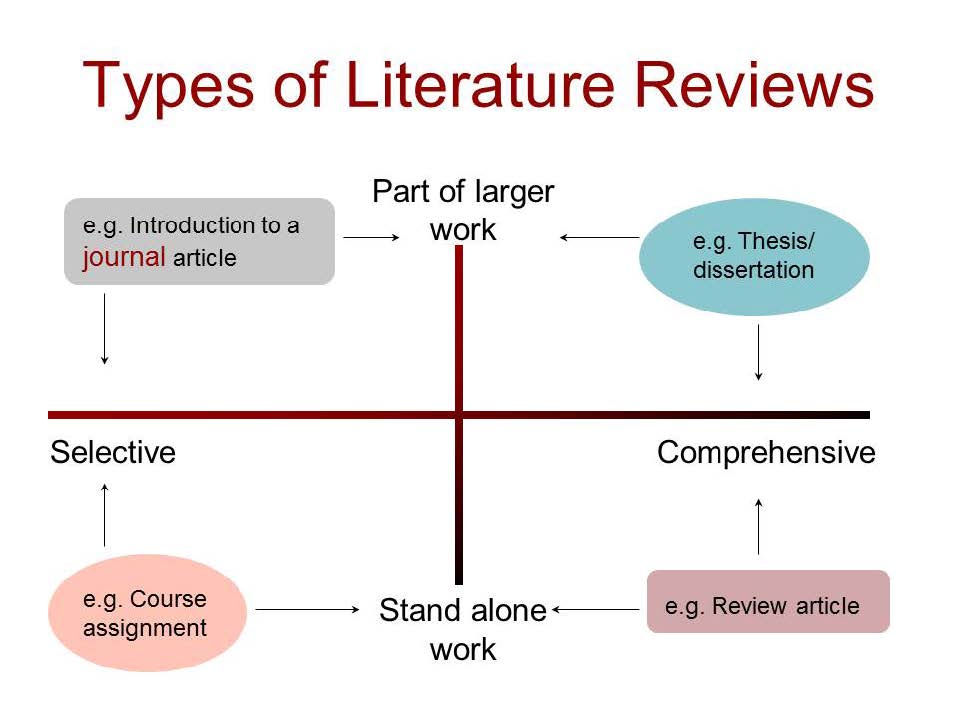 Types of Literature Reviews
Part of larger
work
e.g. Introduction to a
journal article
e.g. Thesis/
dissertation
Selective
Comprehensive
e.g. Course
assignment
Stand alone
work
e.g. Review article